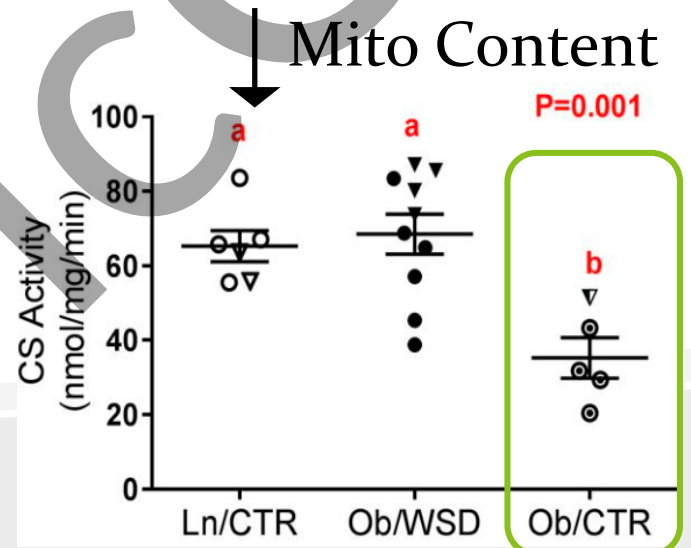 Mito Content
P=0.001
a
a
b
100
80
60
40
20
0
CS Activity
(nmol/mg/min)
Ln/CTR
Ob/WSD
Ob/CTR